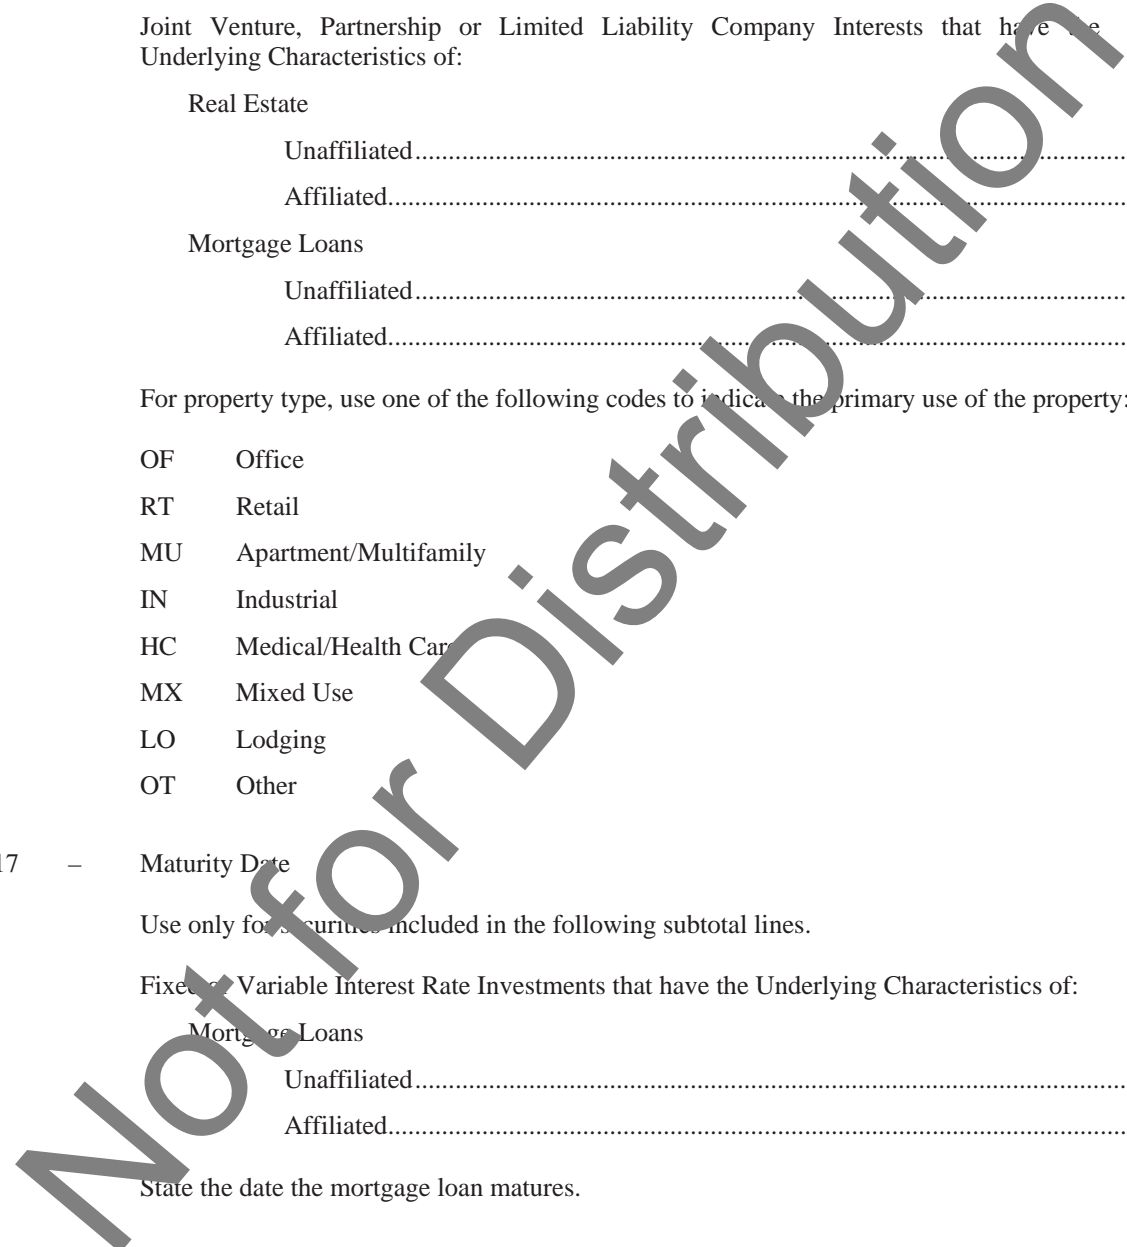 Joint Venture, Partnership or Limited Liability Company Interests that have the
Underlying Characteristics of:
Real Estate
Unaffiliated..........................................................................................................
Affiliated..............................................................................................................
Mortgage Loans
Unaffiliated..........................................................................................................
Affiliated..............................................................................................................
For property type, use one of the following codes to indicate the primary use of the property:
OF Office
RT Retail
MU Apartment/Multifamily
IN Industrial
HC Medical/Health Care
MX Mixed Use
LO Lodging
OT Other
17 – Maturity Date
Use only for securities included in the following subtotal lines.
Fixed or Variable Interest Rate Investments that have the Underlying Characteristics of:
Mortgage Loans
Unaffiliated..........................................................................................................
Affiliated..............................................................................................................
State the date the mortgage loan matures.
Not for Distribution